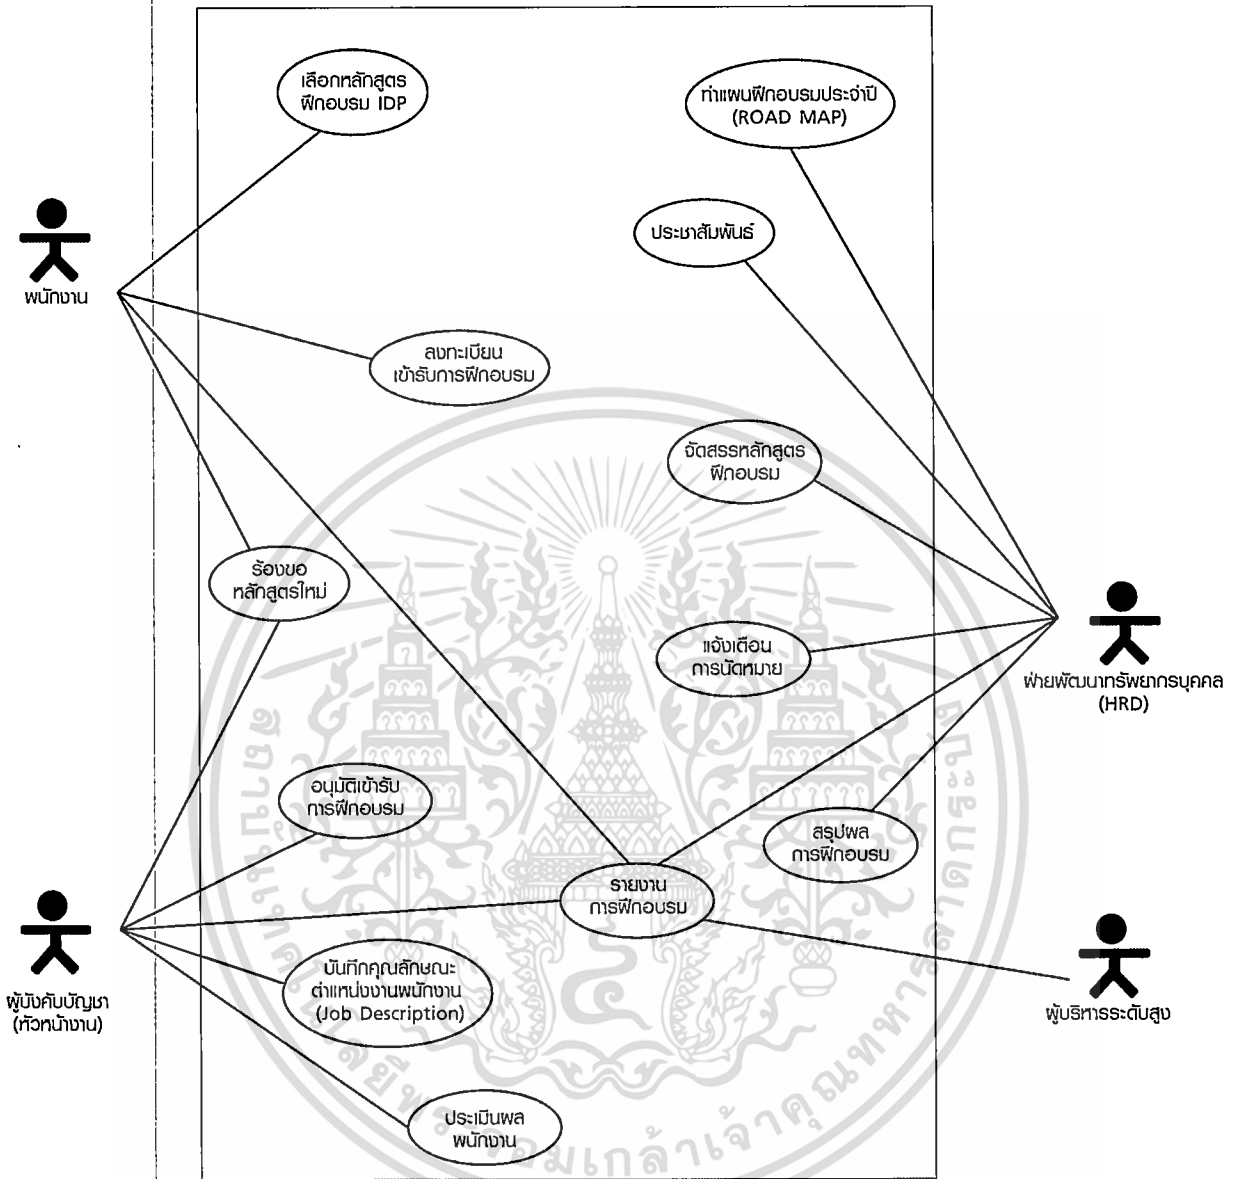 เลือกหลักสูตร
ฝึกอบรม IDP
ทำแผนฝึกอบรมประจำปี
(ROAD MAP)
ประชาสัมพันธ์
พนักงาน
ลงทะเบียน
เข้ารับการฝึกอบรม
จัดสรรหลักสูตร
ฝึกอบรม
ร้องขอ
หลักสูตรใหม่
แจ้งเตือน
การนัดหมาย
ฝ่ายพัฒนาทรัพยากรบุคคล
(HRD)
อนุมัติเข้ารับ
การฝึกอบรม
สรุปผล
การฝึกอบรม
รายงาน
การฝึกอบรม
บันทึกคุณลักษณะ
ตำแหน่งงานพนักงาน
(Job Description)
ผู้บังคับบัญชา
(หัวหน้างาน)
ผู้บริหารระดับสูง
ประเมินผล
พนักงาน